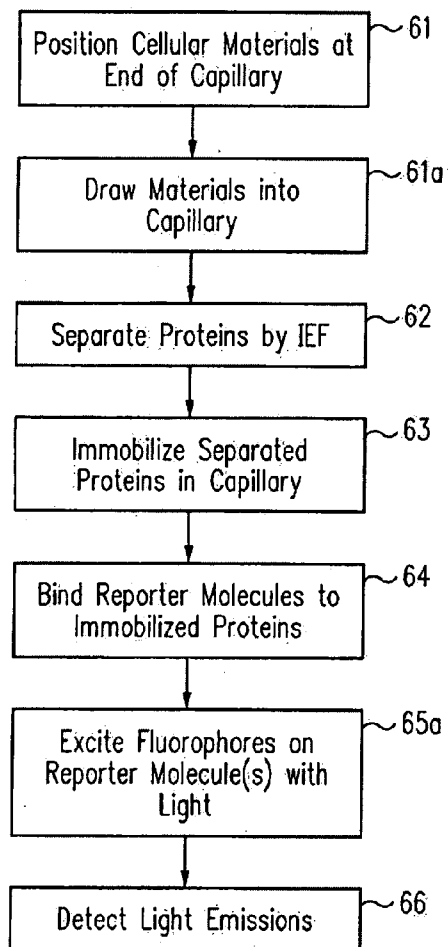 61
Position Cellular Materials at
End of Capillary
61a
Draw Materials into
Capillary
62
Separate Proteins by IEF
63
Immobilize Separated
Proteins in Capillary
64
Bind Reporter Molecules to
Immobilized Proteins
65a
Excite Fluorophores on
Reporter Molecule(s) with
Light
66
Detect Light Emissions